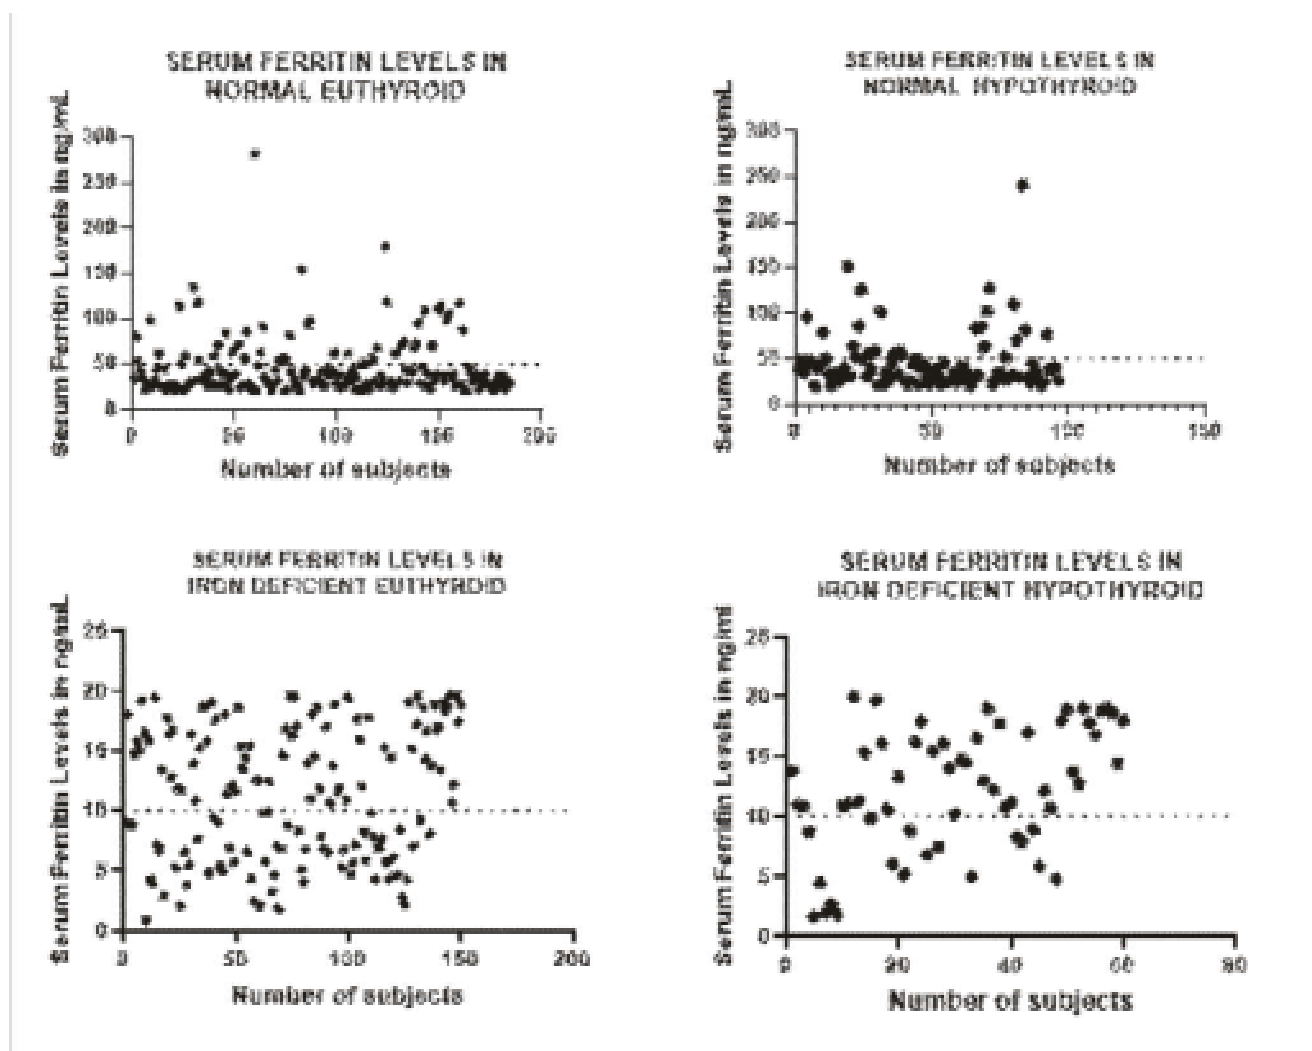 SERUM FERRITIN LEVELS IN
NORMAL EUTHYROID
Serum Ferritin Levels in ng/mL
300
250
200
150
100
50
0
0 50 100 150 200
Number of subjects
SERUM FERRITIN LEVELS IN
NORMAL HYPOTHYROID
Serum Ferritin Levels in ng/mL
300
250
200
150
100
50
0
0 50 100 150
Number of subjects
SERUM FERRITIN LEVELS IN
IRON DEFICIENT EUTHYROID
Serum Ferritin Levels in ng/mL
25
20
15
10
5
0
0 50 100 150 200
Number of subjects
SERUM FERRITIN LEVELS IN
IRON DEFICIENT HYPOTHYROID
Serum Ferritin Levels in ng/ml
25
20
15
10
5
0
0 20 40 60 80
Number of subjects